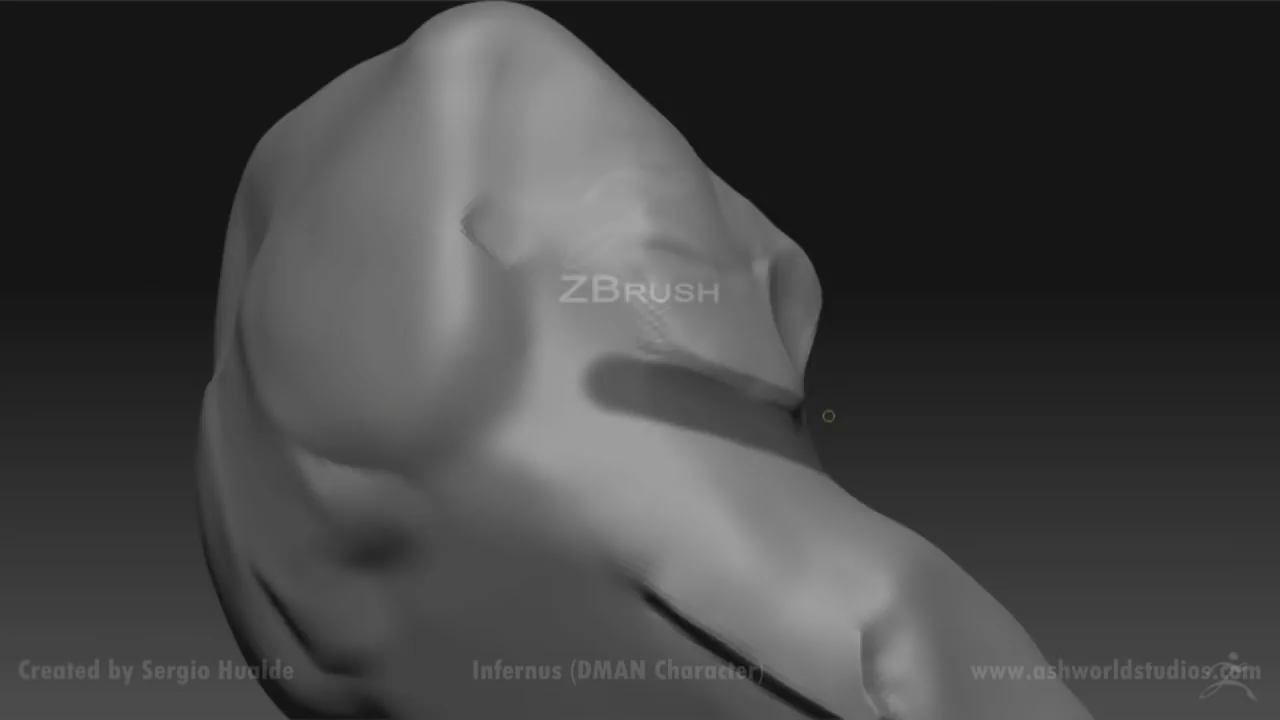 ZBRUSH
Created by Sergio Hualde
Infernus (DMAN Character)
www.ashworldstudios.com